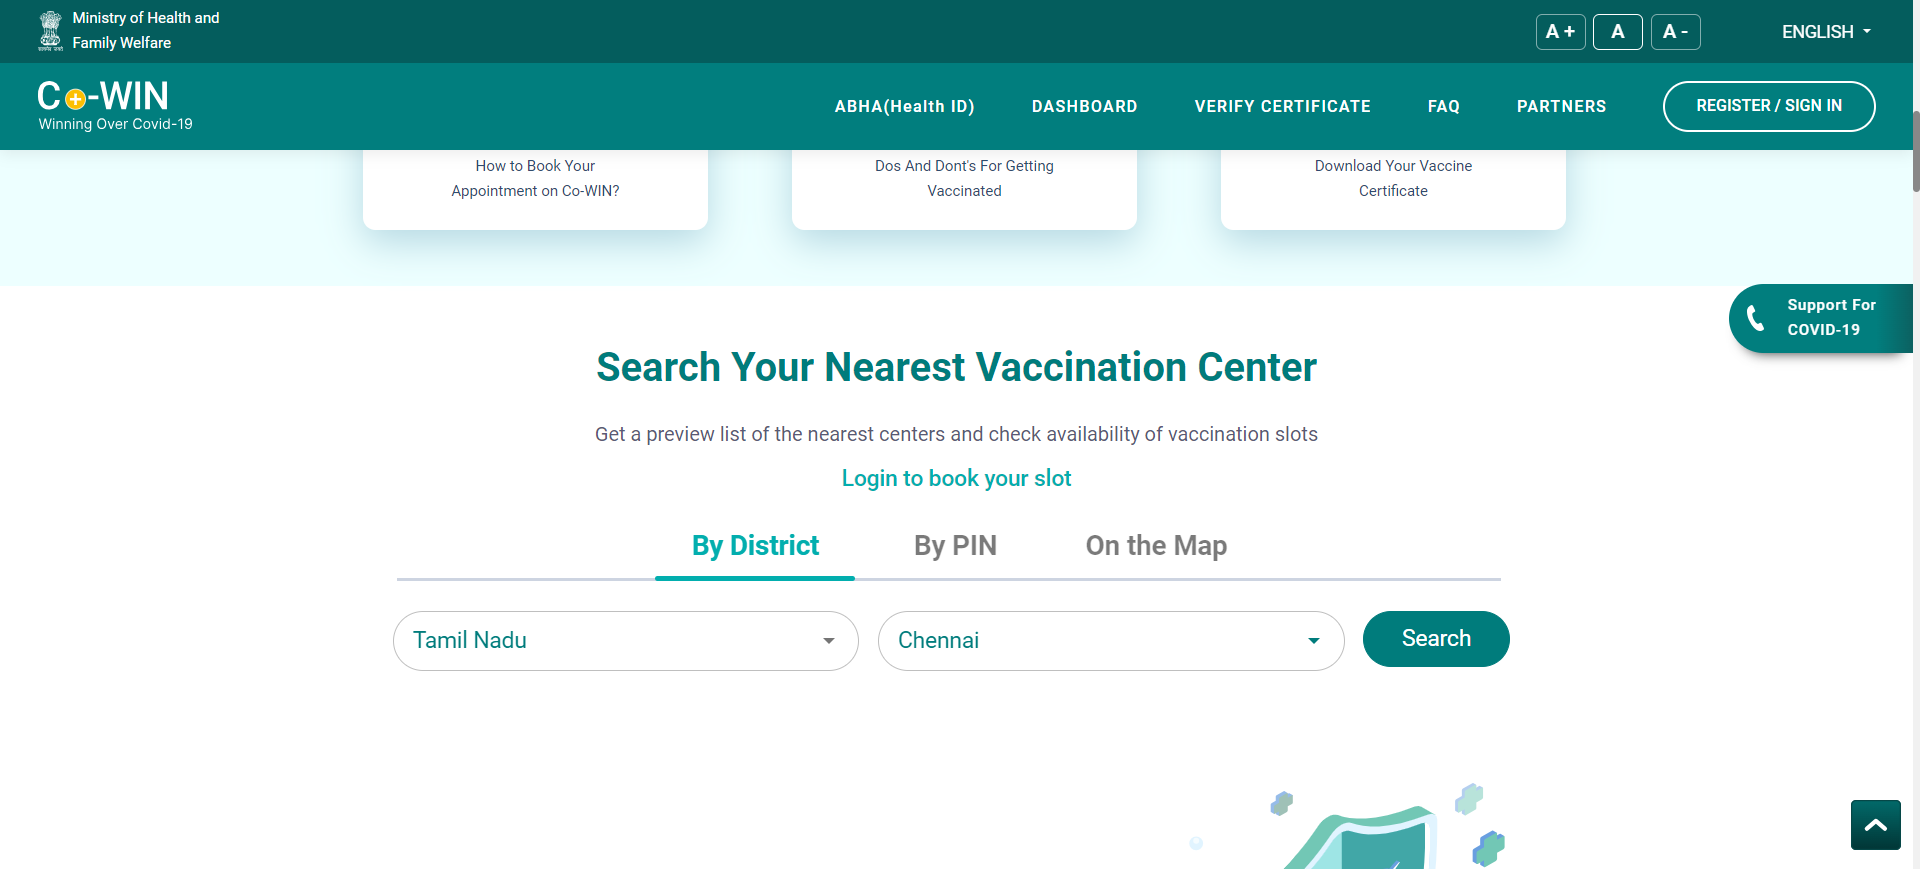 Ministry of Health and
Family Welfare
A +
A
A -
ENGLISH
Co-WIN
Winning Over Covid-19
ABHA(Health ID)
DASHBOARD
VERIFY CERTIFICATE
FAQ
PARTNERS
REGISTER / SIGN IN
How to Book Your
Appointment on Co-WIN?
Dos And Dont's For Getting
Vaccinated
Download Your Vaccine
Certificate
Support For
COVID-19
Search Your Nearest Vaccination Center
Get a preview list of the nearest centers and check availability of vaccination slots
Login to book your slot
By District
By PIN
On the Map
Tamil Nadu
Chennai
Search